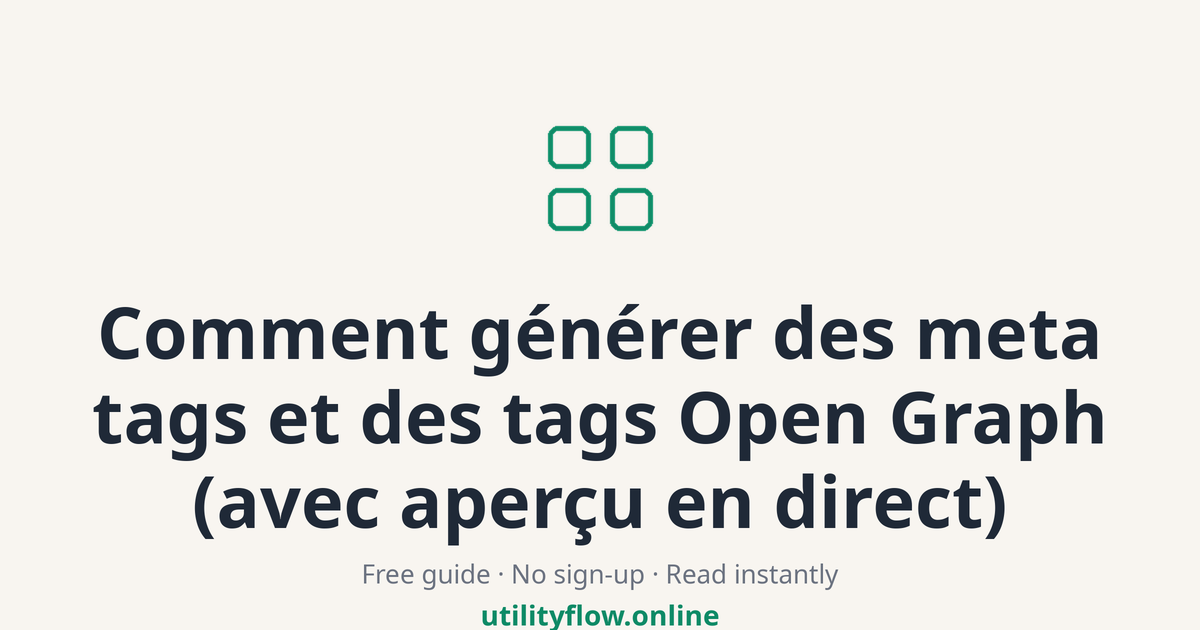 Comment générer des meta
tags et des tags Open Graph
(avec aperçu en direct)
Free guide · No sign-up · Read instantly
utilityflow.online